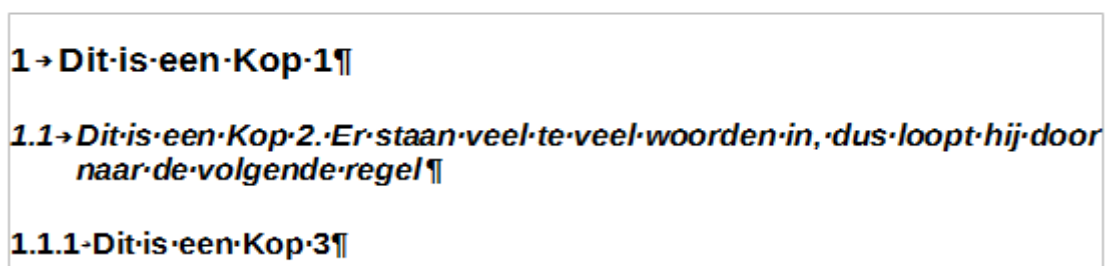 1→Dit·is·een·Kop·1¶
1.1→Dit·is·een·Kop·2.·Er·staan·veel·te·veel·woorden·in,·dus·loopt·hij·door
naar·de·volgende·regel¶
1.1.1→Dit·is·een·Kop·3¶